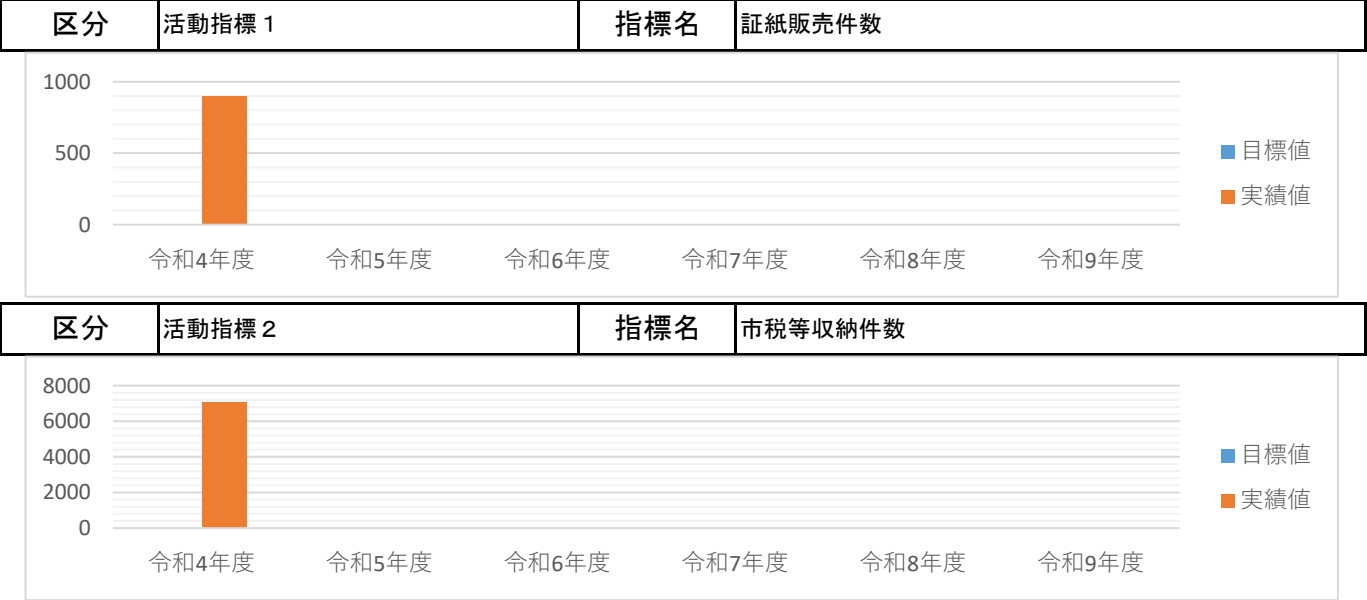 区分 活動指標１ 指標名 証紙販売件数
1000
500
0
目標値
実績値
令和4年度 令和5年度 令和6年度 令和7年度 令和8年度 令和9年度
区分 活動指標２ 指標名 市税等収納件数
8000
6000
4000
2000
0
目標値
実績値
令和4年度 令和5年度 令和6年度 令和7年度 令和8年度 令和9年度